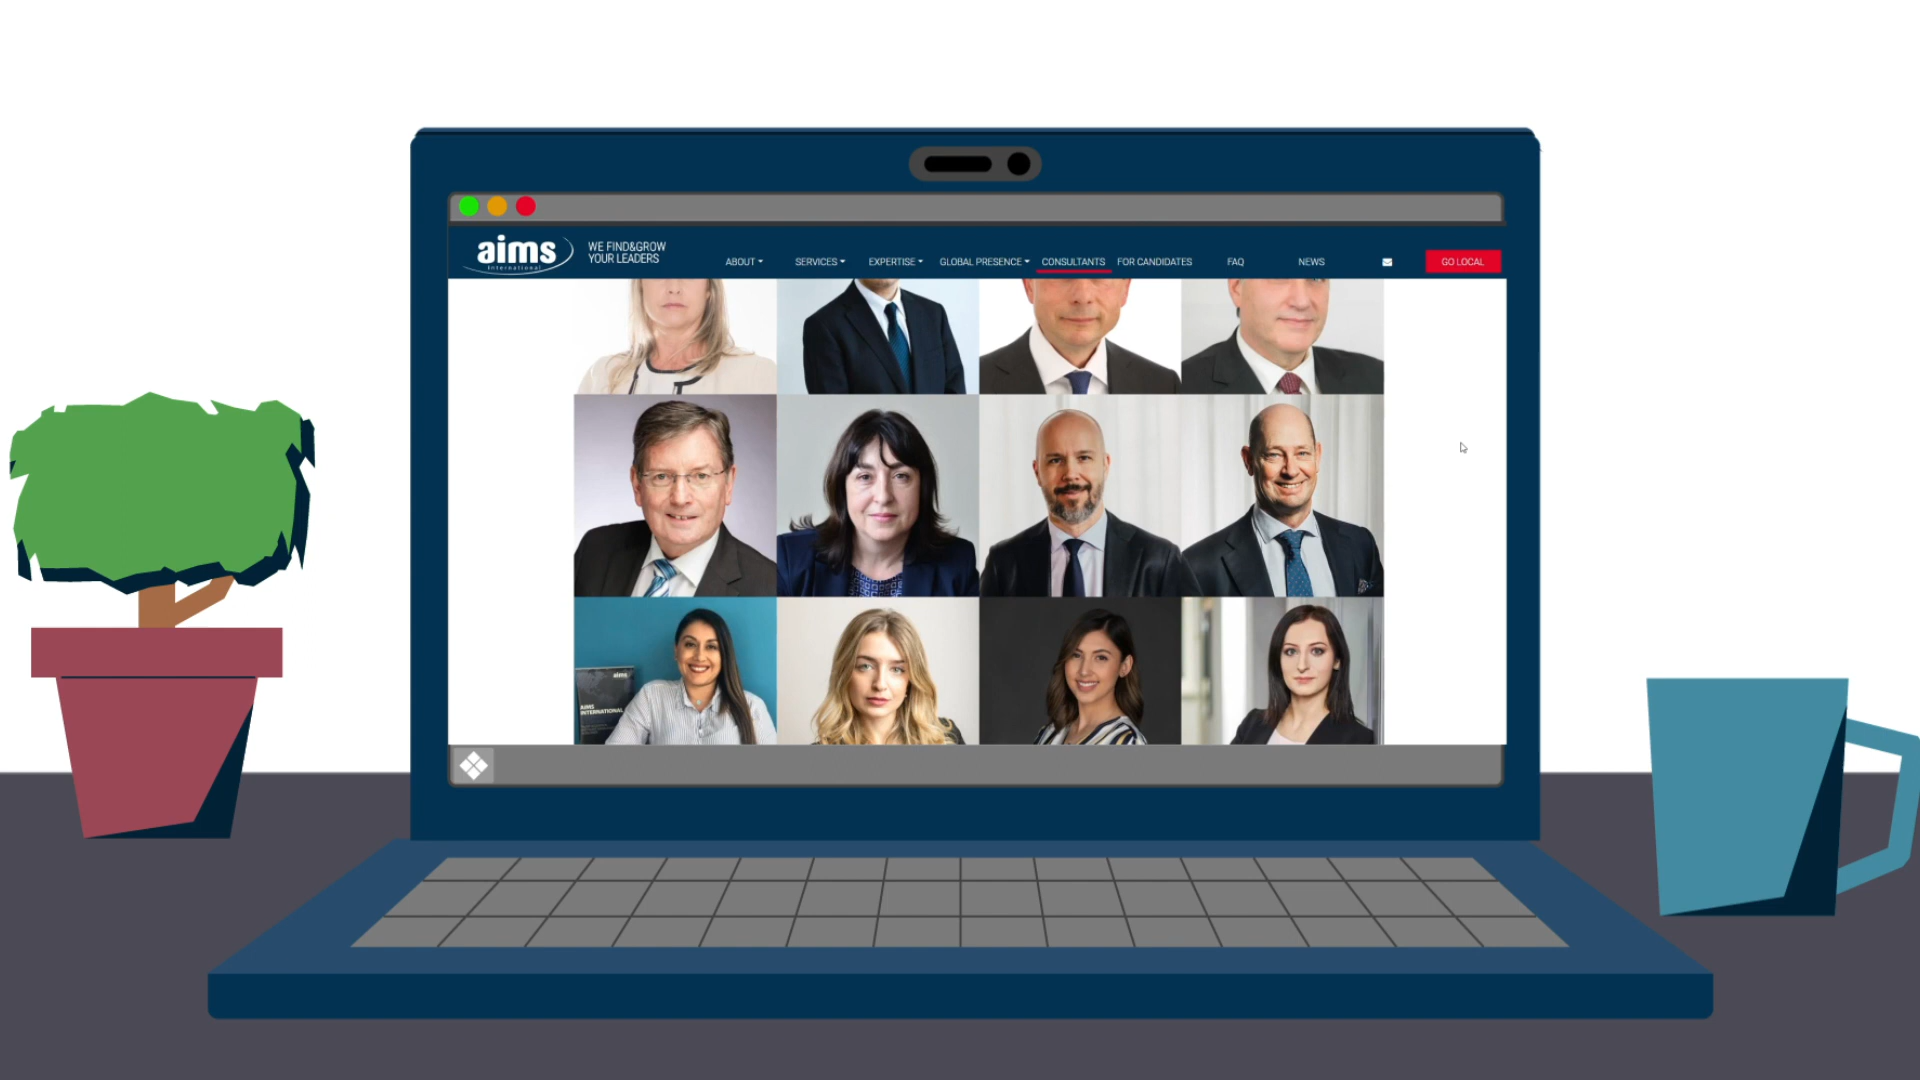 aims
international
WE FIND&GROW
YOUR LEADERS
ABOUT
SERVICES
EXPERTISE
GLOBAL PRESENCE
CONSULTANTS
FOR CANDIDATES
FAQ
NEWS
GO LOCAL
aims
AIMS
INTERNATIONAL